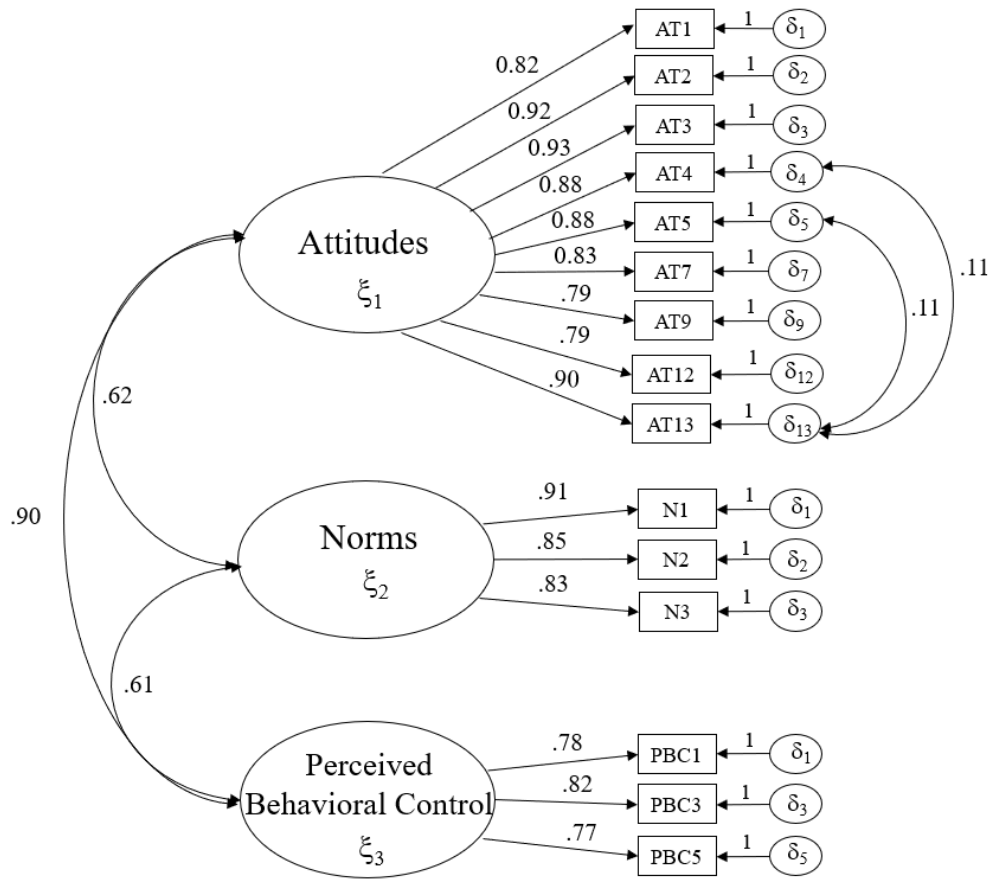 AT1 1 δ1
0.82
AT2 1 δ2
0.92
AT3 1 δ3
0.93
AT4 1 δ4
0.88
AT5 1 δ5
0.88
Attitudes
ξ1
AT7 1 δ7
0.83
.11
.79
AT9 1 δ9
.11
.79
AT12 1 δ12
.90
.62
AT13 1 δ13
.91
N1 1 δ1
.90
Norms
ξ2
.85
N2 1 δ2
.83
N3 1 δ3
.61
.78
PBC1 1 δ1
Perceived
Behavioral Control
ξ3
.82
PBC3 1 δ3
.77
PBC5 1 δ5